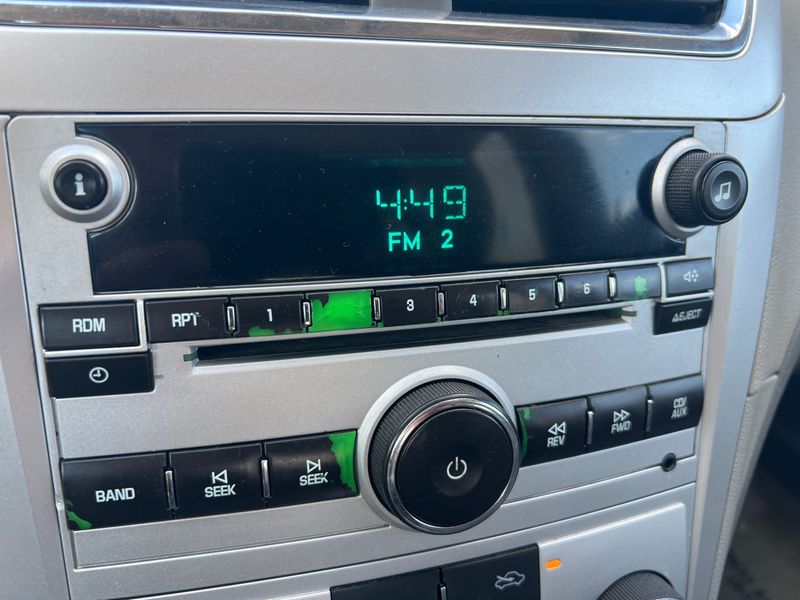 i
4:49
FM 2
RDM
RPT 1 3 4 5 6
EJECT
BAND
SEEK
SEEK
REV
FWD
CD/
AUX